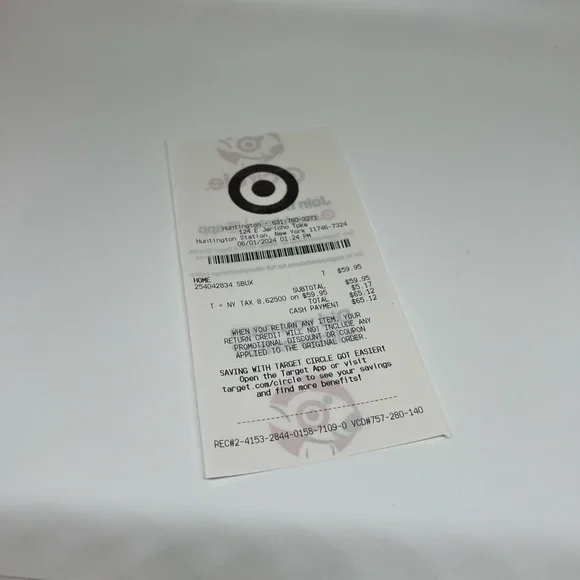 Huntington 631-760-3271
124 E Jericho Tpke
Huntington Station, New York 11746-7324
06/01/2024 01:24 PM
HOME
254042834 SBUX T $59.95
SUBTOTAL $59.95
T = NY TAX 8.62500 on $59.95 $5.17
TOTAL $65.12
CASH PAYMENT $65.12
WHEN YOU RETURN ANY ITEM, YOUR
RETURN CREDIT WILL NOT INCLUDE ANY
PROMOTIONAL DISCOUNT OR COUPON
APPLIED TO THE ORIGINAL ORDER.
SAVING WITH TARGET CIRCLE GOT EASIER!
Open the Target App or visit
target.com/circle to see your savings
and find more benefits!
REC#2-4153-2844-0158-7109-0 VCD#757-280-140